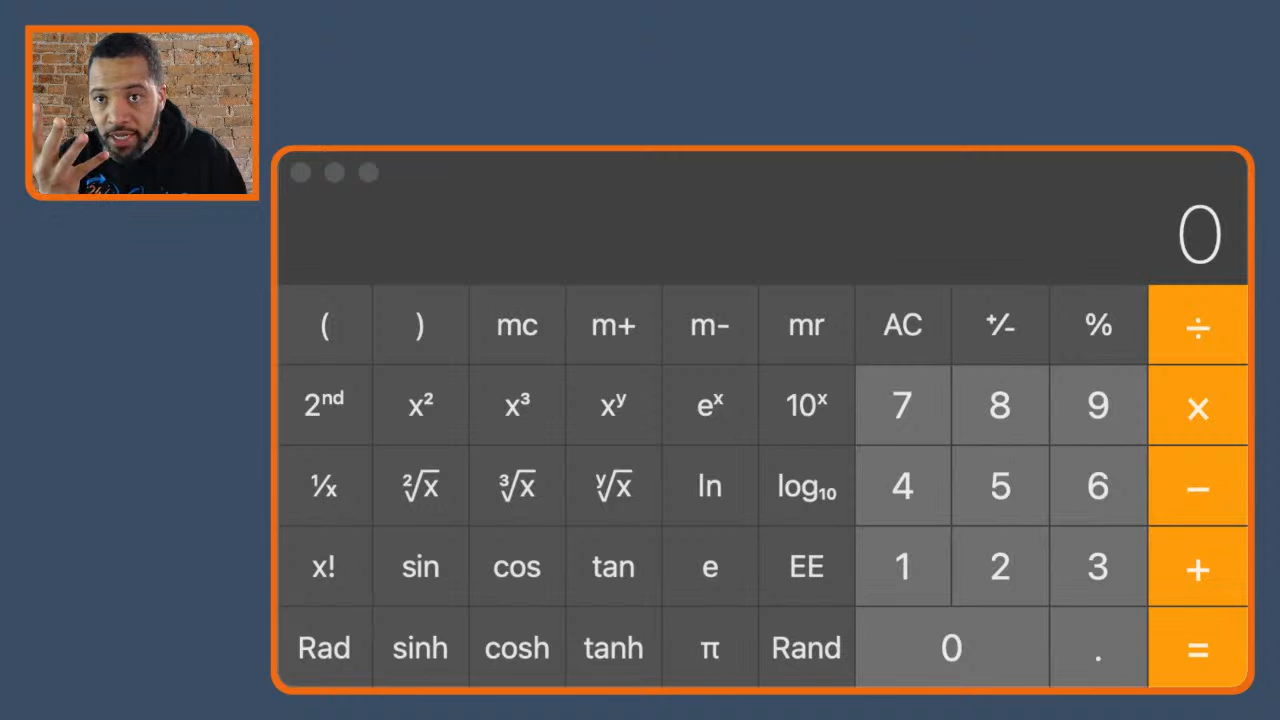 0
( ) mc m+ m- mr AC ⁺⁄₋ % ÷
2ⁿᵈ x² x³ xʸ eˣ 10ˣ 7 8 9 ×
¹⁄ₓ ²√x ³√x ʸ√x ln log₁₀ 4 5 6 −
x! sin cos tan e EE 1 2 3 +
Rad sinh cosh tanh π Rand 0 . =